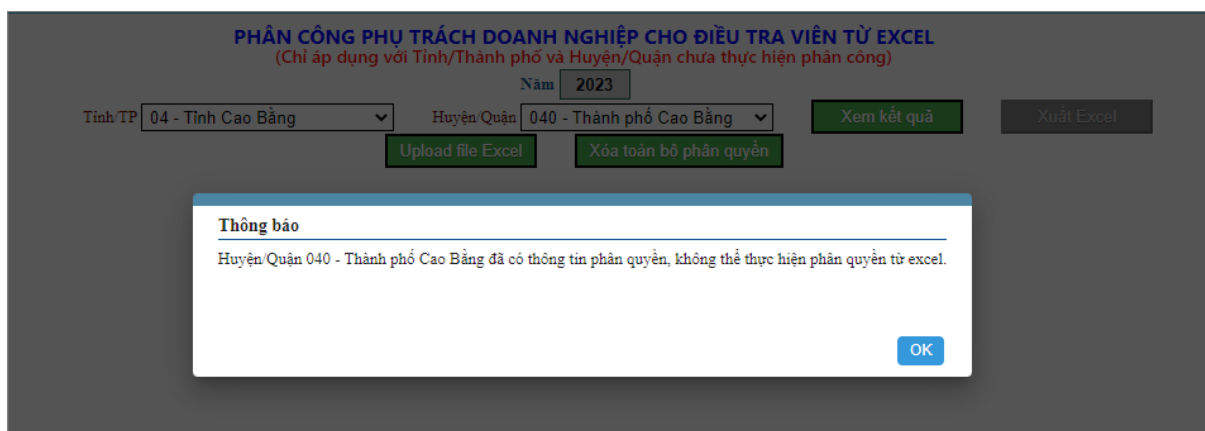 PHÂN CÔNG PHỤ TRÁCH DOANH NGHIỆP CHO ĐIỀU TRA VIÊN TỪ EXCEL
(Chỉ áp dụng với Tỉnh/Thành phố và Huyện/Quận chưa thực hiện phân công)
Năm 2023
Tỉnh/TP 04 - Tỉnh Cao Bằng Huyện/Quận 040 - Thành phố Cao Bằng Xem kết quả Xuất Excel
Upload file Excel Xóa toàn bộ phân quyền
Thông báo
Huyện/Quận 040 - Thành phố Cao Bằng đã có thông tin phân quyền, không thể thực hiện phân quyền từ excel.
OK